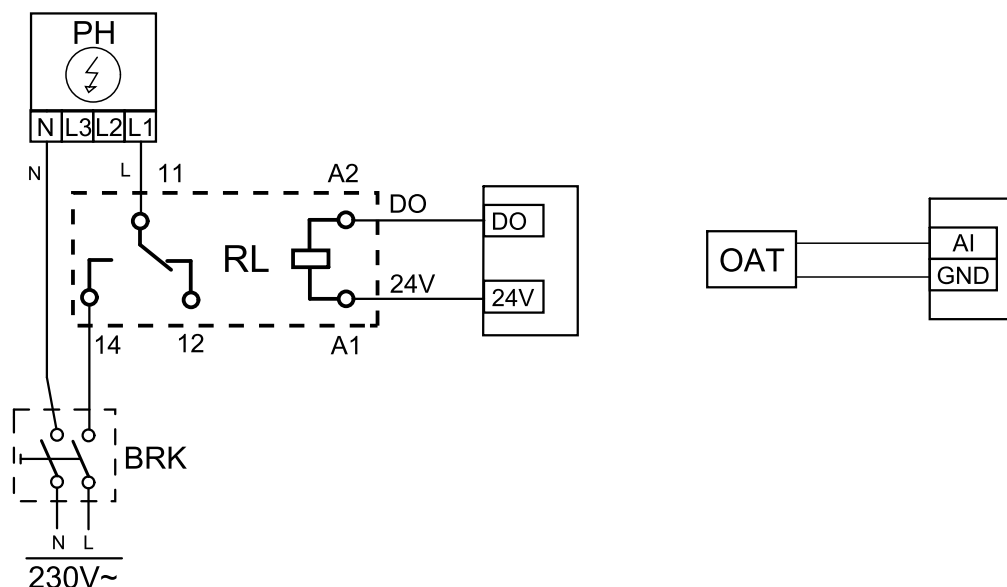 PH
N L3 L2 L1
N L 11 A2
DO DO
RL
24V 24V
14 12 A1
BRK
N L
230V~
OAT AI
GND